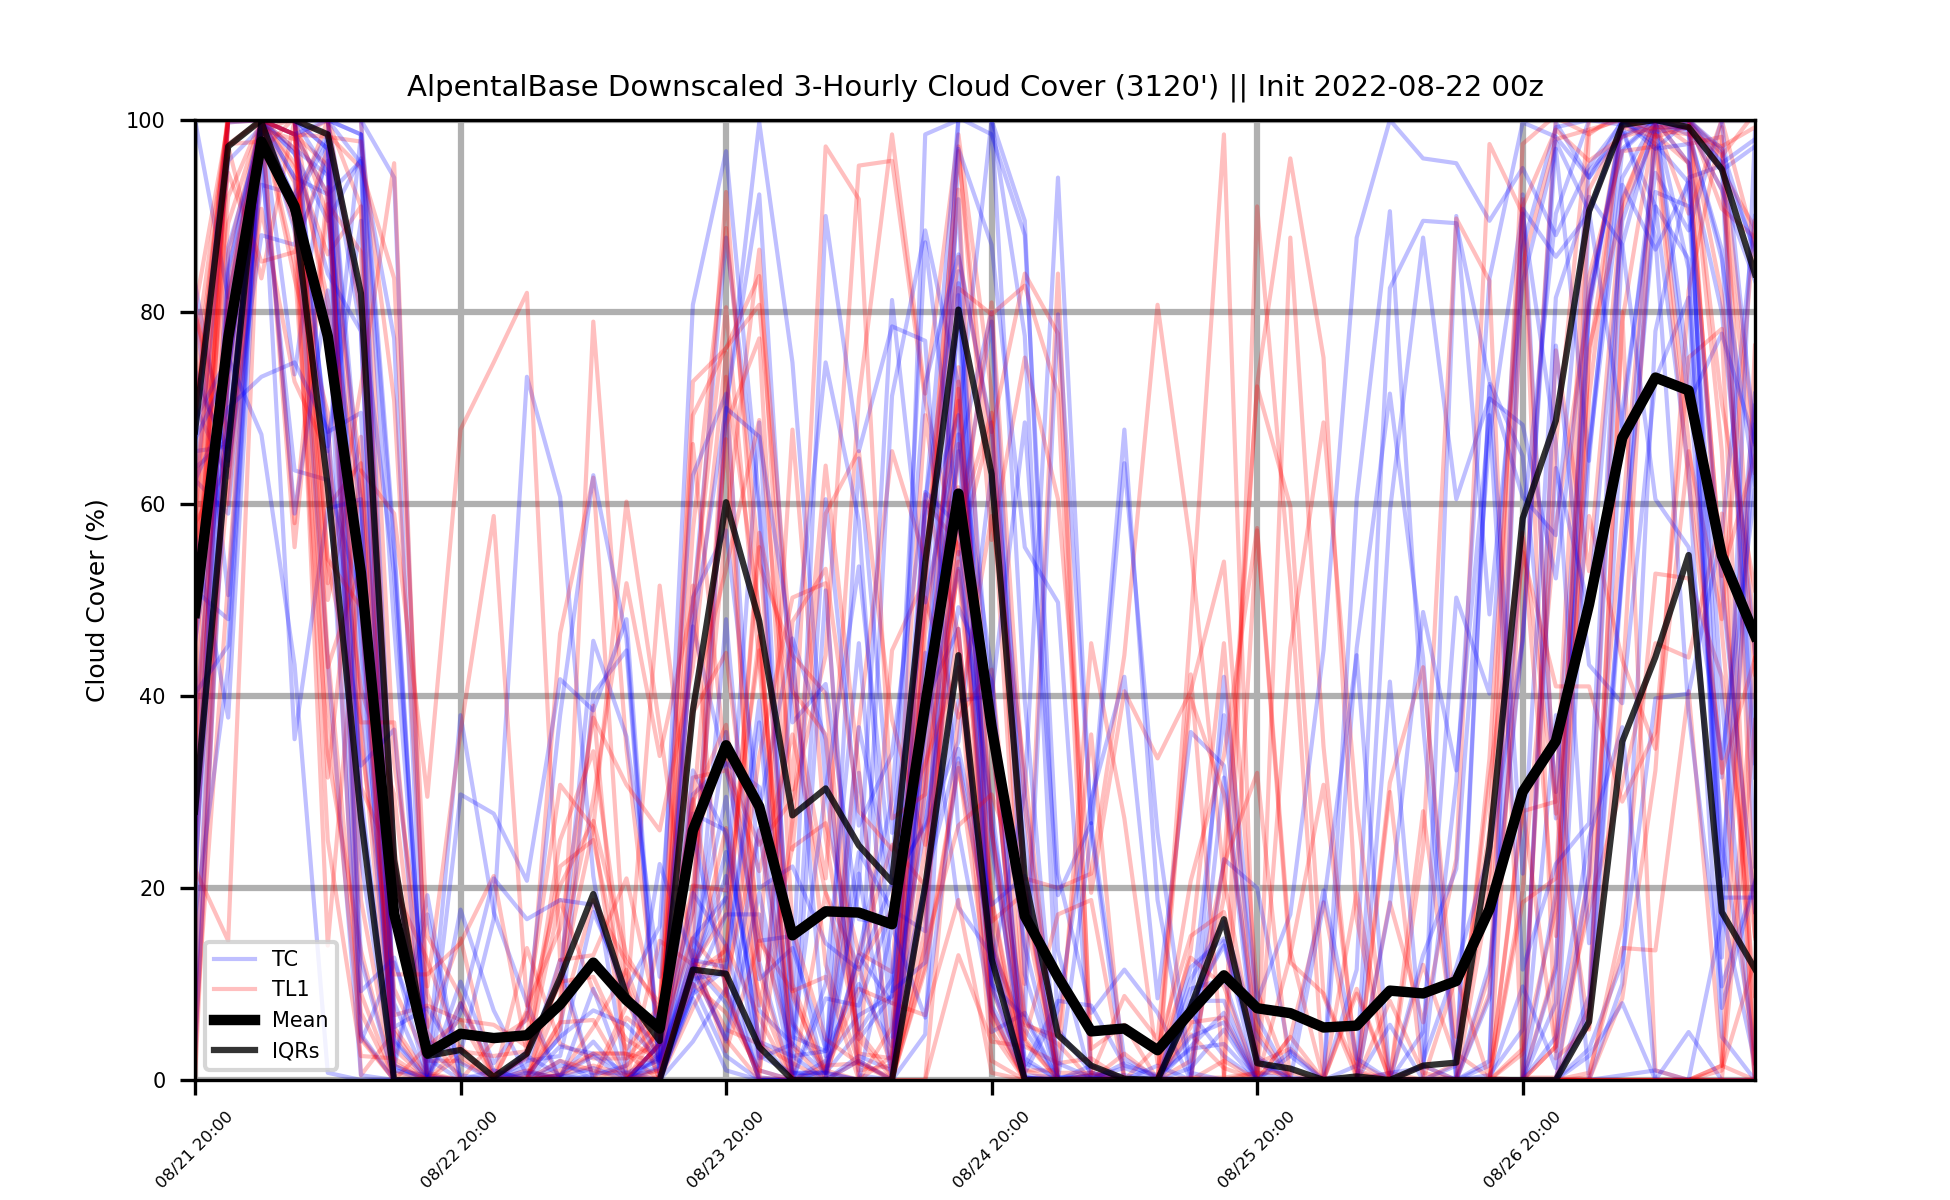 AlpentalBase Downscaled 3-Hourly Cloud Cover (3120') || Init 2022-08-22 00z
Cloud Cover (%)
100
80
60
40
20
0
TC
TL1
Mean
IQRs
08/21 20:00
08/22 20:00
08/23 20:00
08/24 20:00
08/25 20:00
08/26 20:00